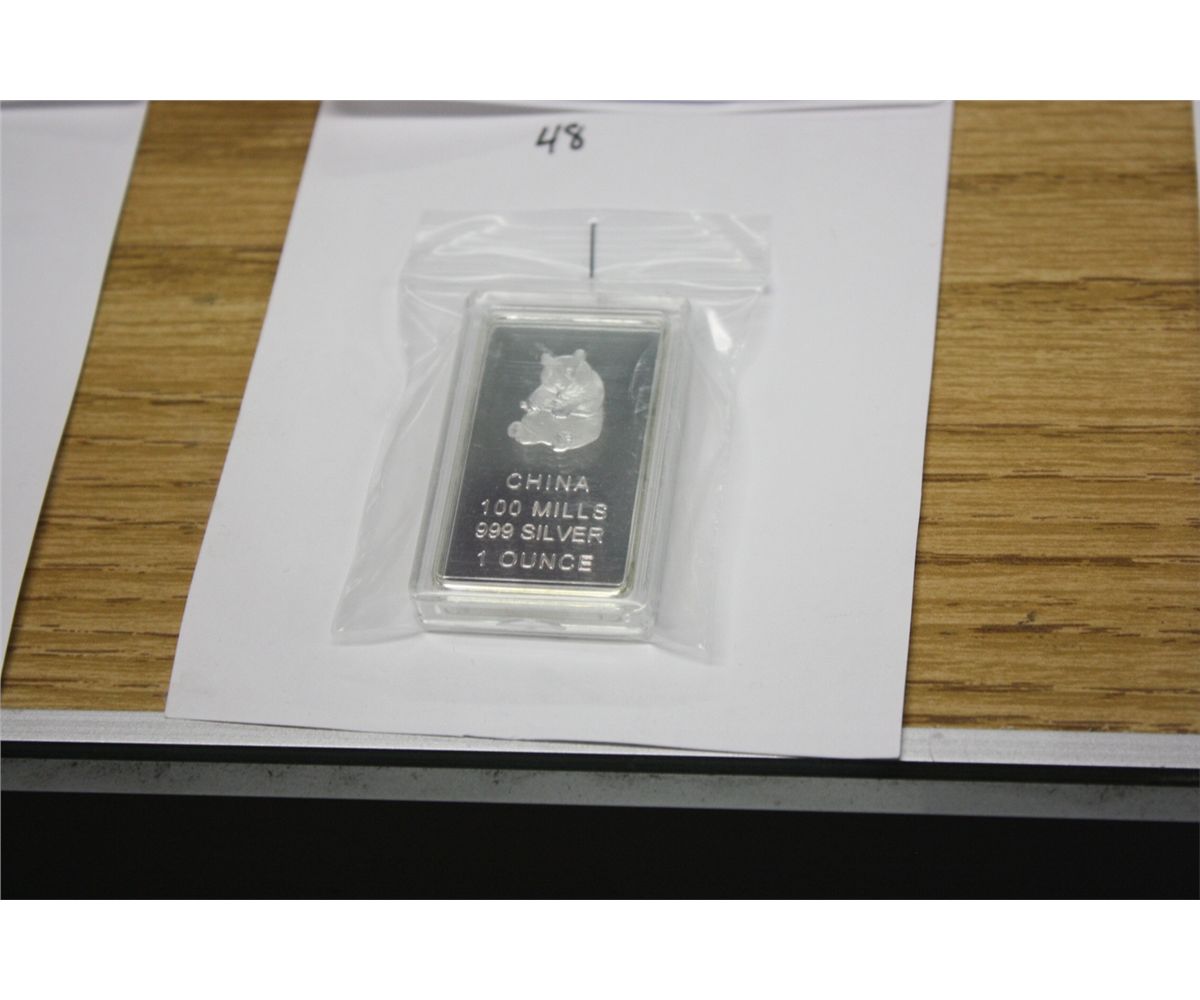 48
CHINA
100 MILLS
999 SILVER
1 OUNCE